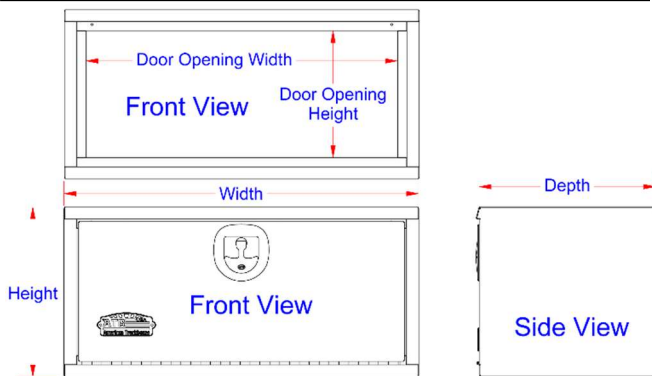 Door Opening Width
Door Opening
Height
Front View
Width
Depth
Height
Front View
Side View